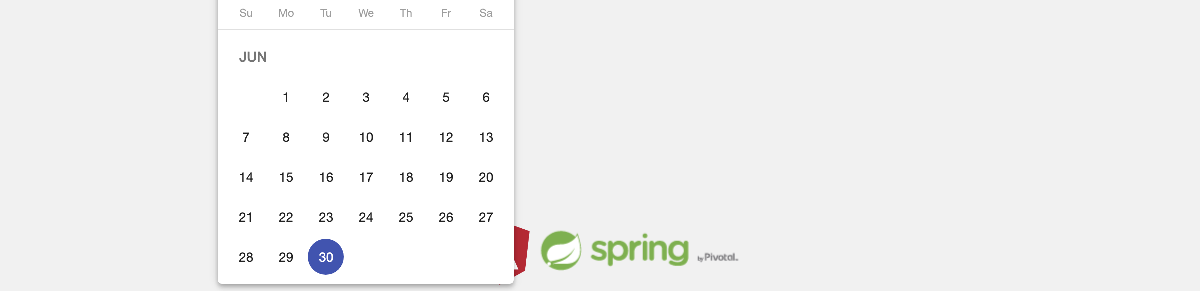 Su Mo Tu We Th Fr Sa
JUN
1 2 3 4 5 6
7 8 9 10 11 12 13
14 15 16 17 18 19 20
21 22 23 24 25 26 27
28 29 30
spring by Pivotal.